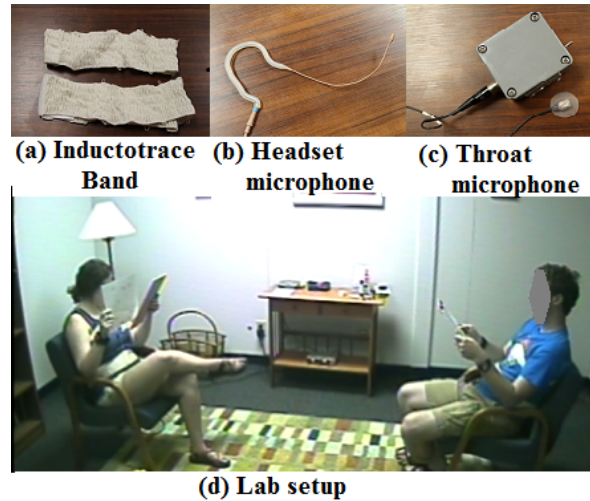 (a) Inductotrace
Band
(b) Headset
microphone
(c) Throat
microphone
(d) Lab setup